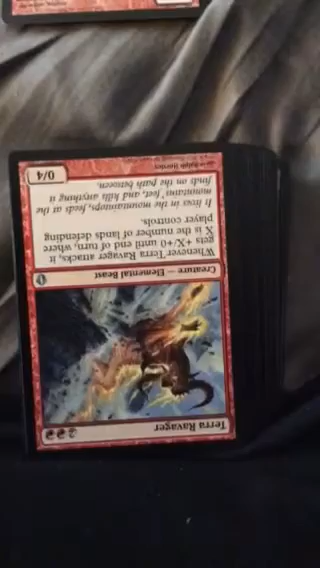 Terra Ravager
2
Creature — Elemental Beast
Whenever Terra Ravager attacks, it
gets +X/+0 until end of turn, where
X is the number of lands defending
player controls.
It lives in the mountaintops, feeds at the
mountains' feet, and kills anything it
finds on the path between.
0/4